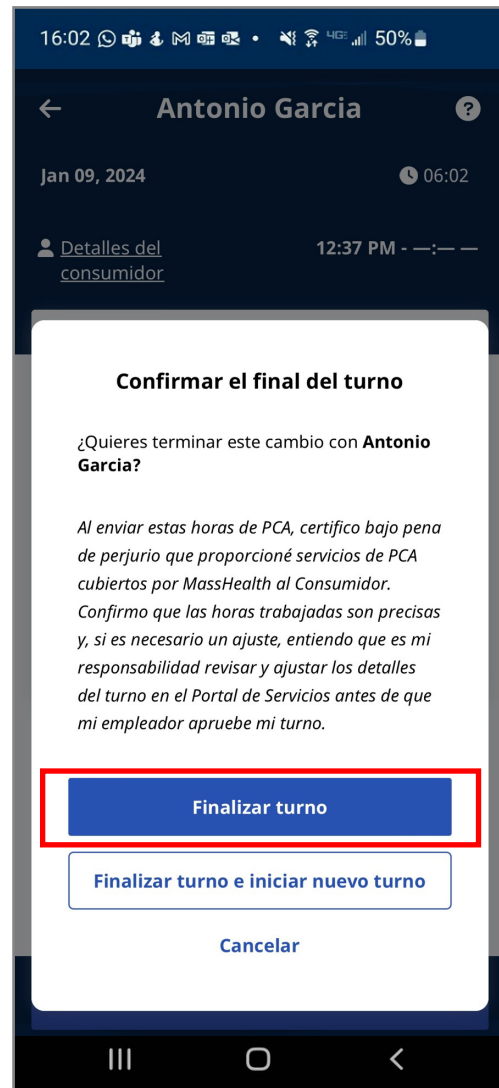 16:02 4GE 50%
Antonio Garcia ?
Jan 09, 2024 06:02
Detalles del 12:37 PM - —:— —
consumidor
Confirmar el final del turno
¿Quieres terminar este cambio con Antonio
Garcia?
Al enviar estas horas de PCA, certifico bajo pena
de perjurio que proporcioné servicios de PCA
cubiertos por MassHealth al Consumidor.
Confirmo que las horas trabajadas son precisas
y, si es necesario un ajuste, entiendo que es mi
responsabilidad revisar y ajustar los detalles
del turno en el Portal de Servicios antes de que
mi empleador apruebe mi turno.
Finalizar turno
Finalizar turno e iniciar nuevo turno
Cancelar